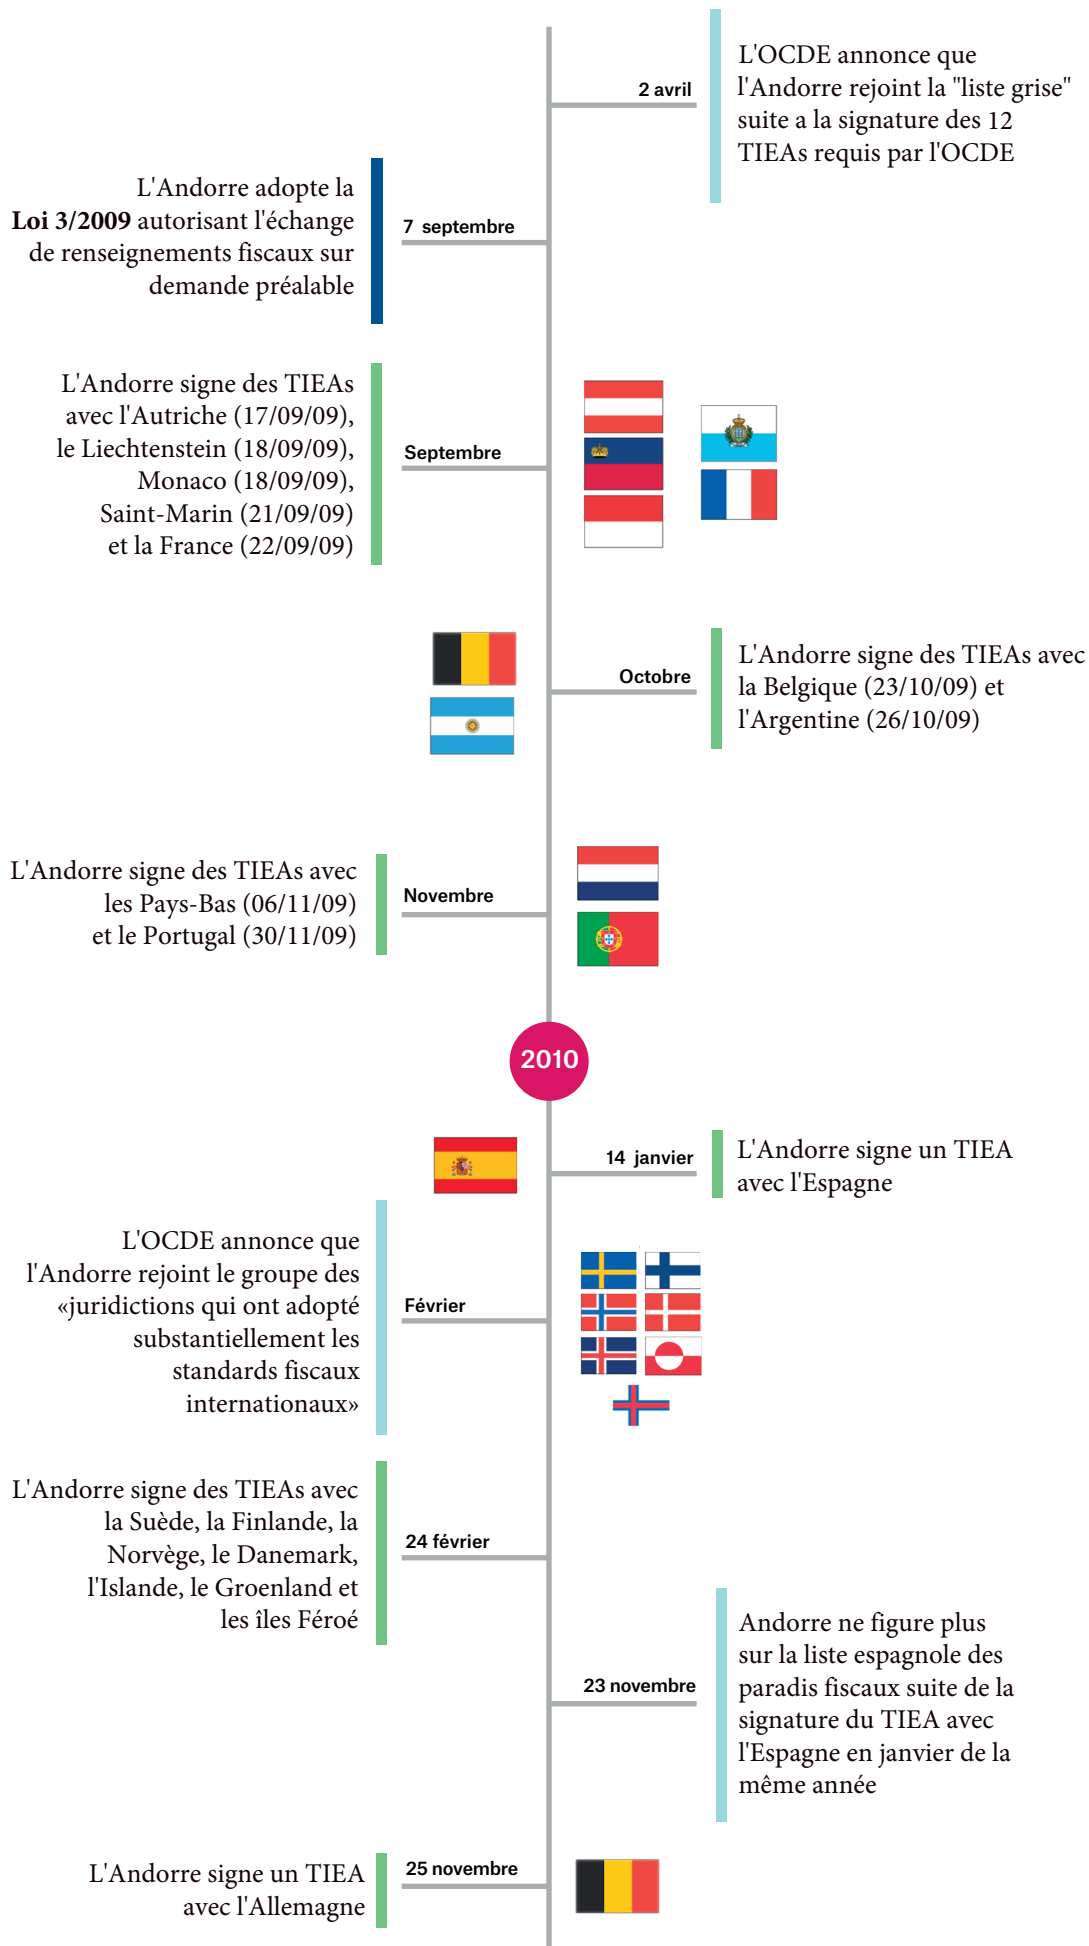 2 avril
L'OCDE annonce que
l'Andorre rejoint la "liste grise"
suite a la signature des 12
TIEAs requis par l'OCDE
L'Andorre adopte la
Loi 3/2009 autorisant l'échange
de renseignements fiscaux sur
demande préalable
7 septembre
L'Andorre signe des TIEAs
avec l'Autriche (17/09/09),
le Liechtenstein (18/09/09),
Monaco (18/09/09),
Saint-Marin (21/09/09)
et la France (22/09/09)
Septembre
Octobre
L'Andorre signe des TIEAs avec
la Belgique (23/10/09) et
l'Argentine (26/10/09)
L'Andorre signe des TIEAs avec
les Pays-Bas (06/11/09)
et le Portugal (30/11/09)
Novembre
2010
14 janvier
L'Andorre signe un TIEA
avec l'Espagne
L'OCDE annonce que
l'Andorre rejoint le groupe des
«juridictions qui ont adopté
substantiellement les
standards fiscaux
internationaux»
Février
L'Andorre signe des TIEAs avec
la Suède, la Finlande, la
Norvège, le Danemark,
l'Islande, le Groenland et
les îles Féroé
24 février
23 novembre
Andorre ne figure plus
sur la liste espagnole des
paradis fiscaux suite de la
signature du TIEA avec
l'Espagne en janvier de la
même année
L'Andorre signe un TIEA
avec l'Allemagne
25 novembre